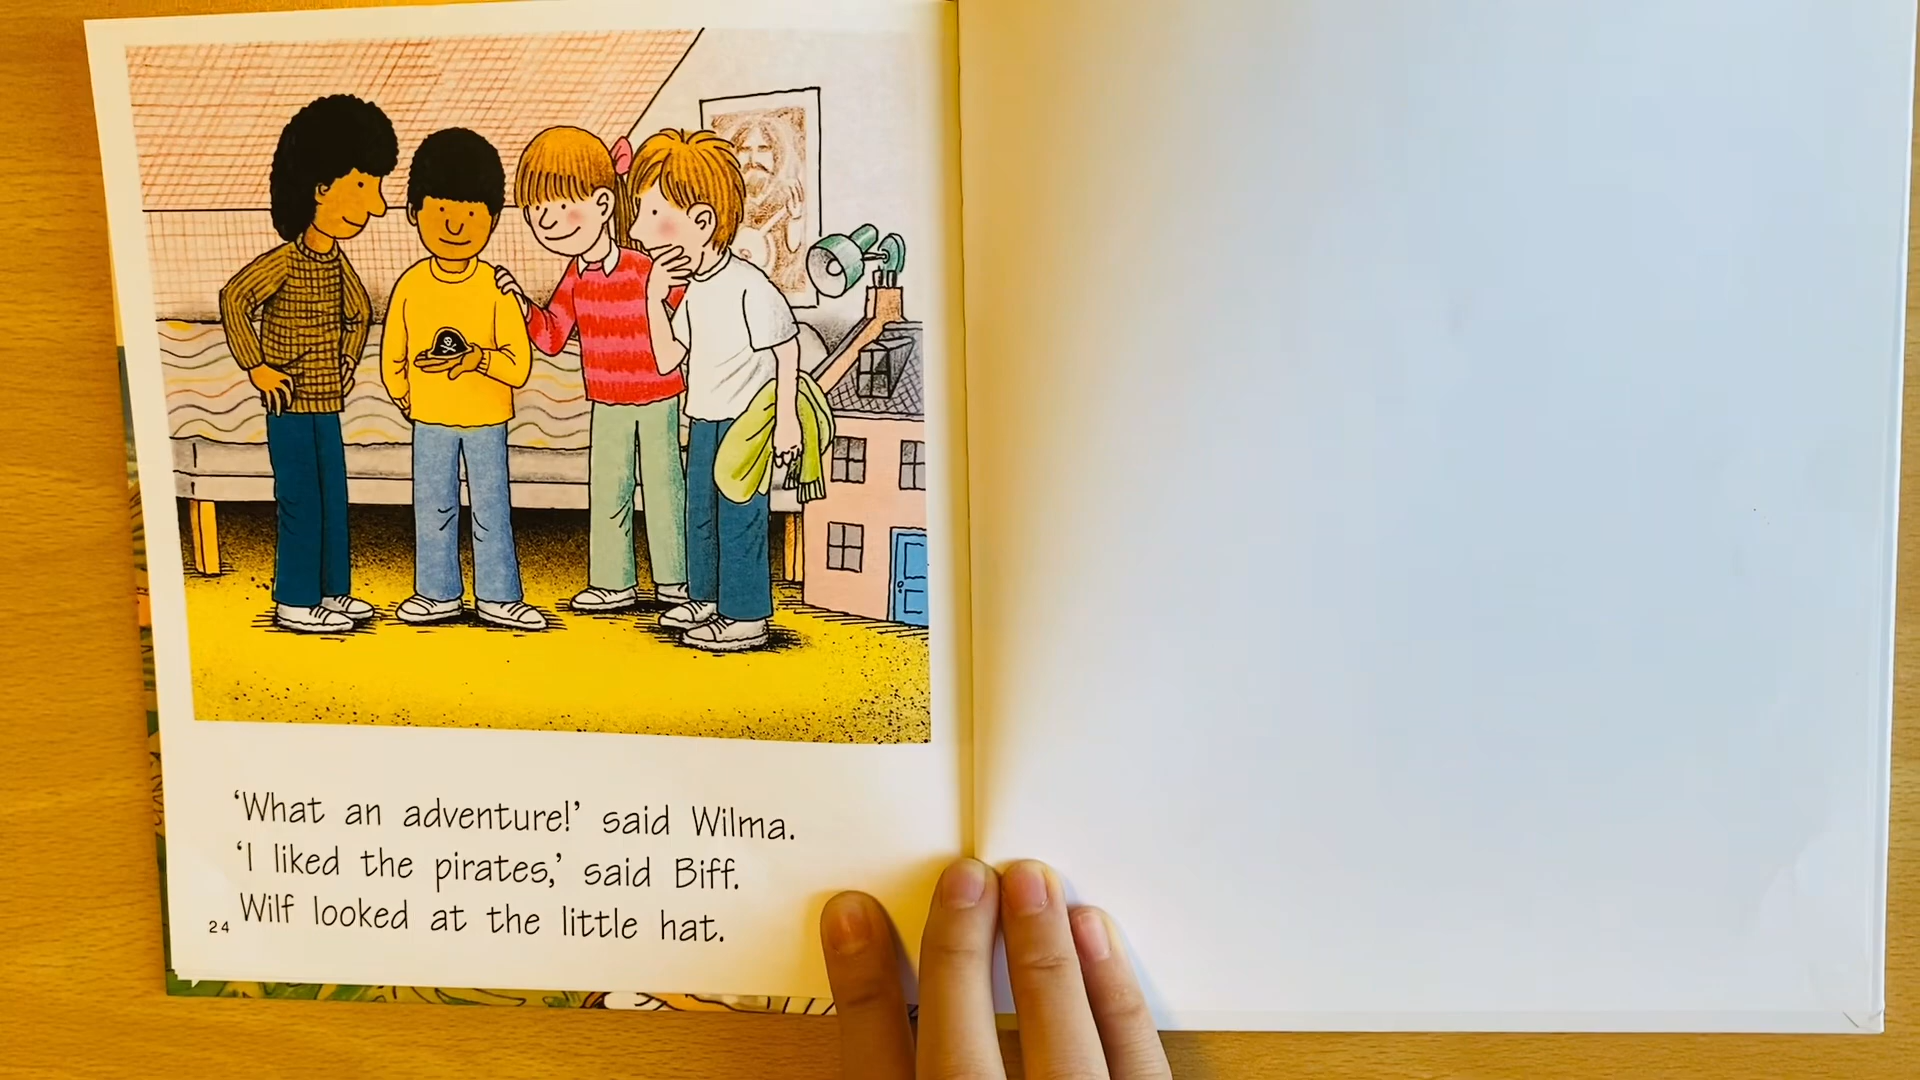 ‘What an adventure!’ said Wilma.
‘I liked the pirates,’ said Biff.
Wilf looked at the little hat.
24